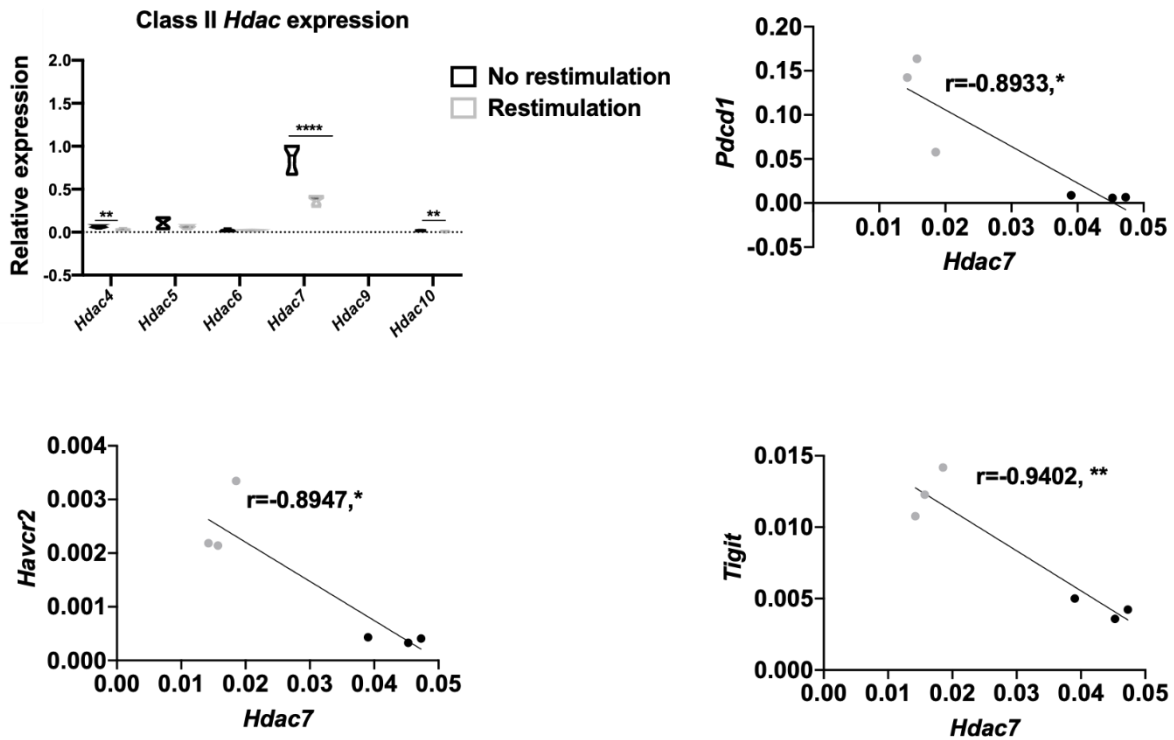 Class II Hdac expression
Relative expression
2.0
1.5
1.0
0.5
0.0
-0.5
**
****
**
Hdac4
Hdac5
Hdac6
Hdac7
Hdac9
Hdac10
No restimulation
Restimulation
Pdcd1
0.20
0.15
0.10
0.05
0.00
-0.05
r=-0.8933,*
0.01 0.02 0.03 0.04 0.05
Hdac7
Havcr2
0.004
0.003
0.002
0.001
0.000
r=-0.8947,*
0.00 0.01 0.02 0.03 0.04 0.05
Hdac7
Tigit
0.015
0.010
0.005
0.000
r=-0.9402, **
0.00 0.01 0.02 0.03 0.04 0.05
Hdac7